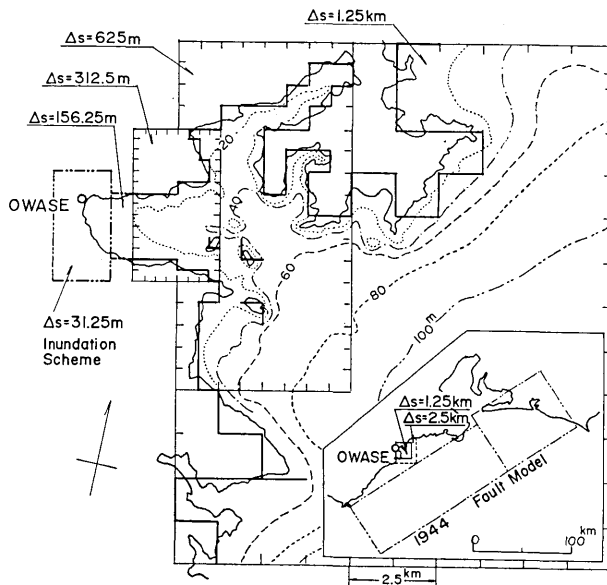 Δs=625m
Δs=1.25km
Δs=312.5m
Δs=156.25m
20
OWASE
40
60
80
100m
Δs=31.25m
Inundation
Scheme
Δs=1.25km
Δs=2.5km
OWASE
1944 Fault Model
0 100km
2.5km